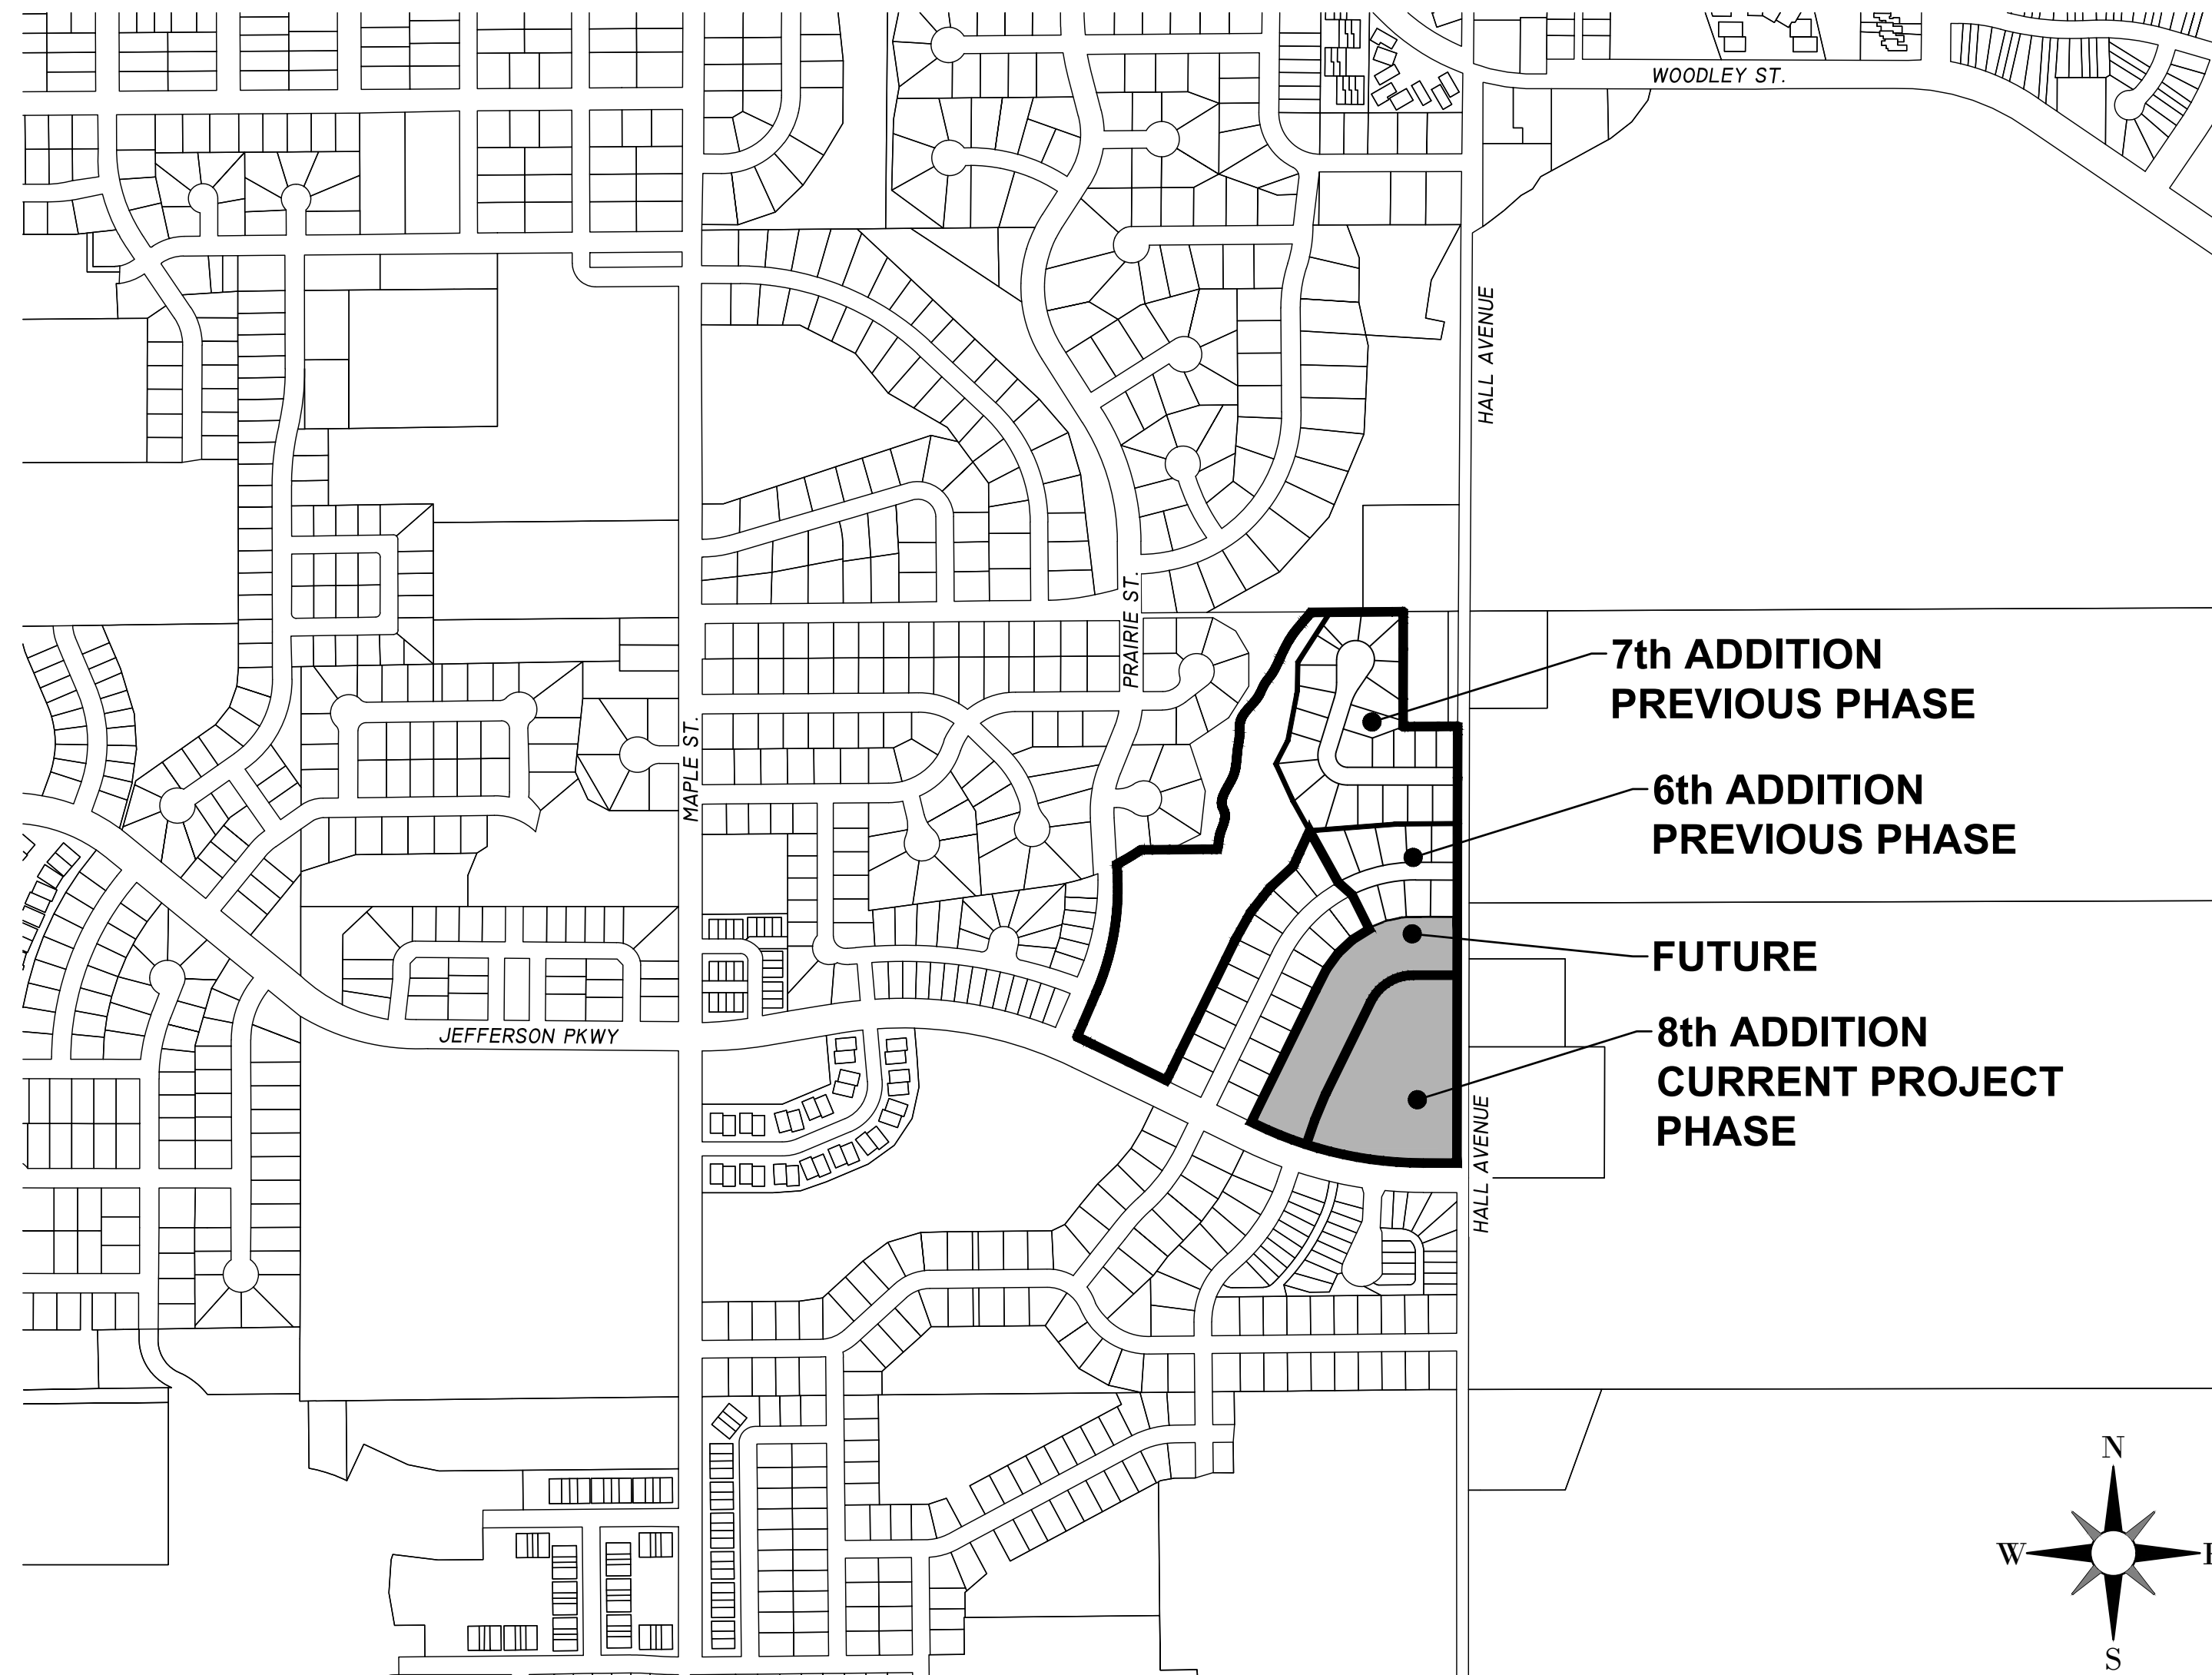 WOODLEY ST.
HALL AVENUE
PRAIRIE ST.
7th ADDITION
PREVIOUS PHASE
MAPLE ST.
6th ADDITION
PREVIOUS PHASE
FUTURE
8th ADDITION
CURRENT PROJECT
PHASE
JEFFERSON PKWY
HALL AVENUE
N
W
S